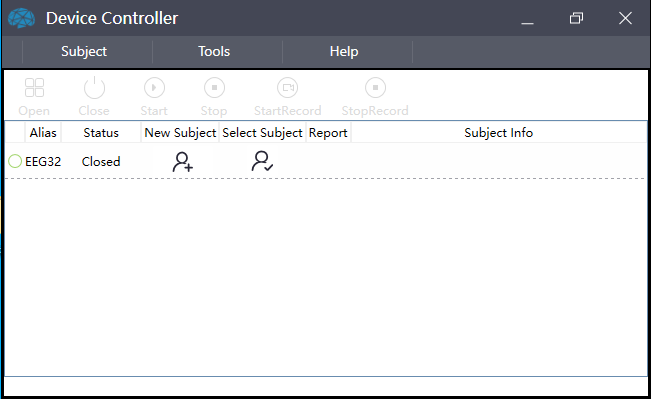 Device Controller
Subject Tools Help
Open Close Start Stop StartRecord StopRecord
Alias Status New Subject Select Subject Report Subject Info
EEG32 Closed